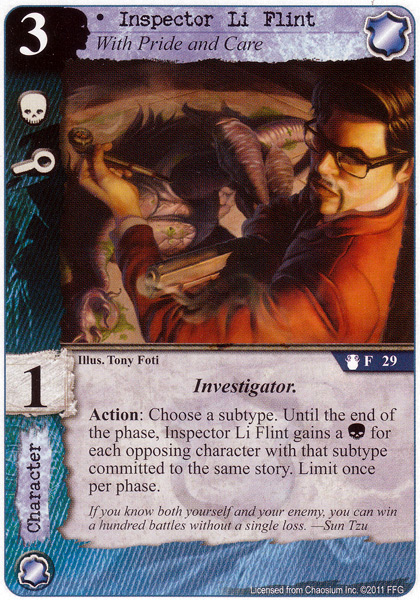 3
• Inspector Li Flint
With Pride and Care
Illus. Tony Foti
F 29
1
Character
Investigator.
Action: Choose a subtype. Until the end of
the phase, Inspector Li Flint gains a for
each opposing character with that subtype
committed to the same story. Limit once
per phase.
If you know both yourself and your enemy, you can win
a hundred battles without a single loss. —Sun Tzu
Licensed from Chaosium Inc. ©2011 FFG